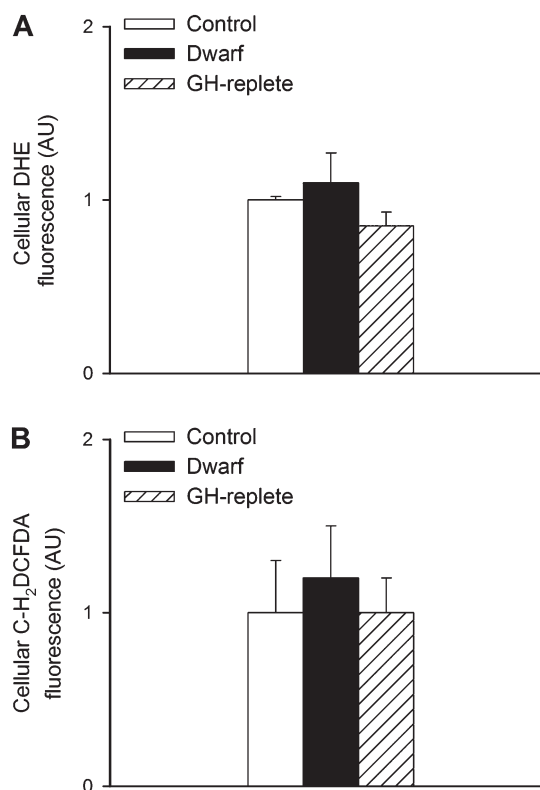 A
2
Control
Dwarf
GH-replete
Cellular DHE
fluorescence (AU)
1
0
B
2
Control
Dwarf
GH-replete
Cellular C-H₂DCFDA
fluorescence (AU)
1
0